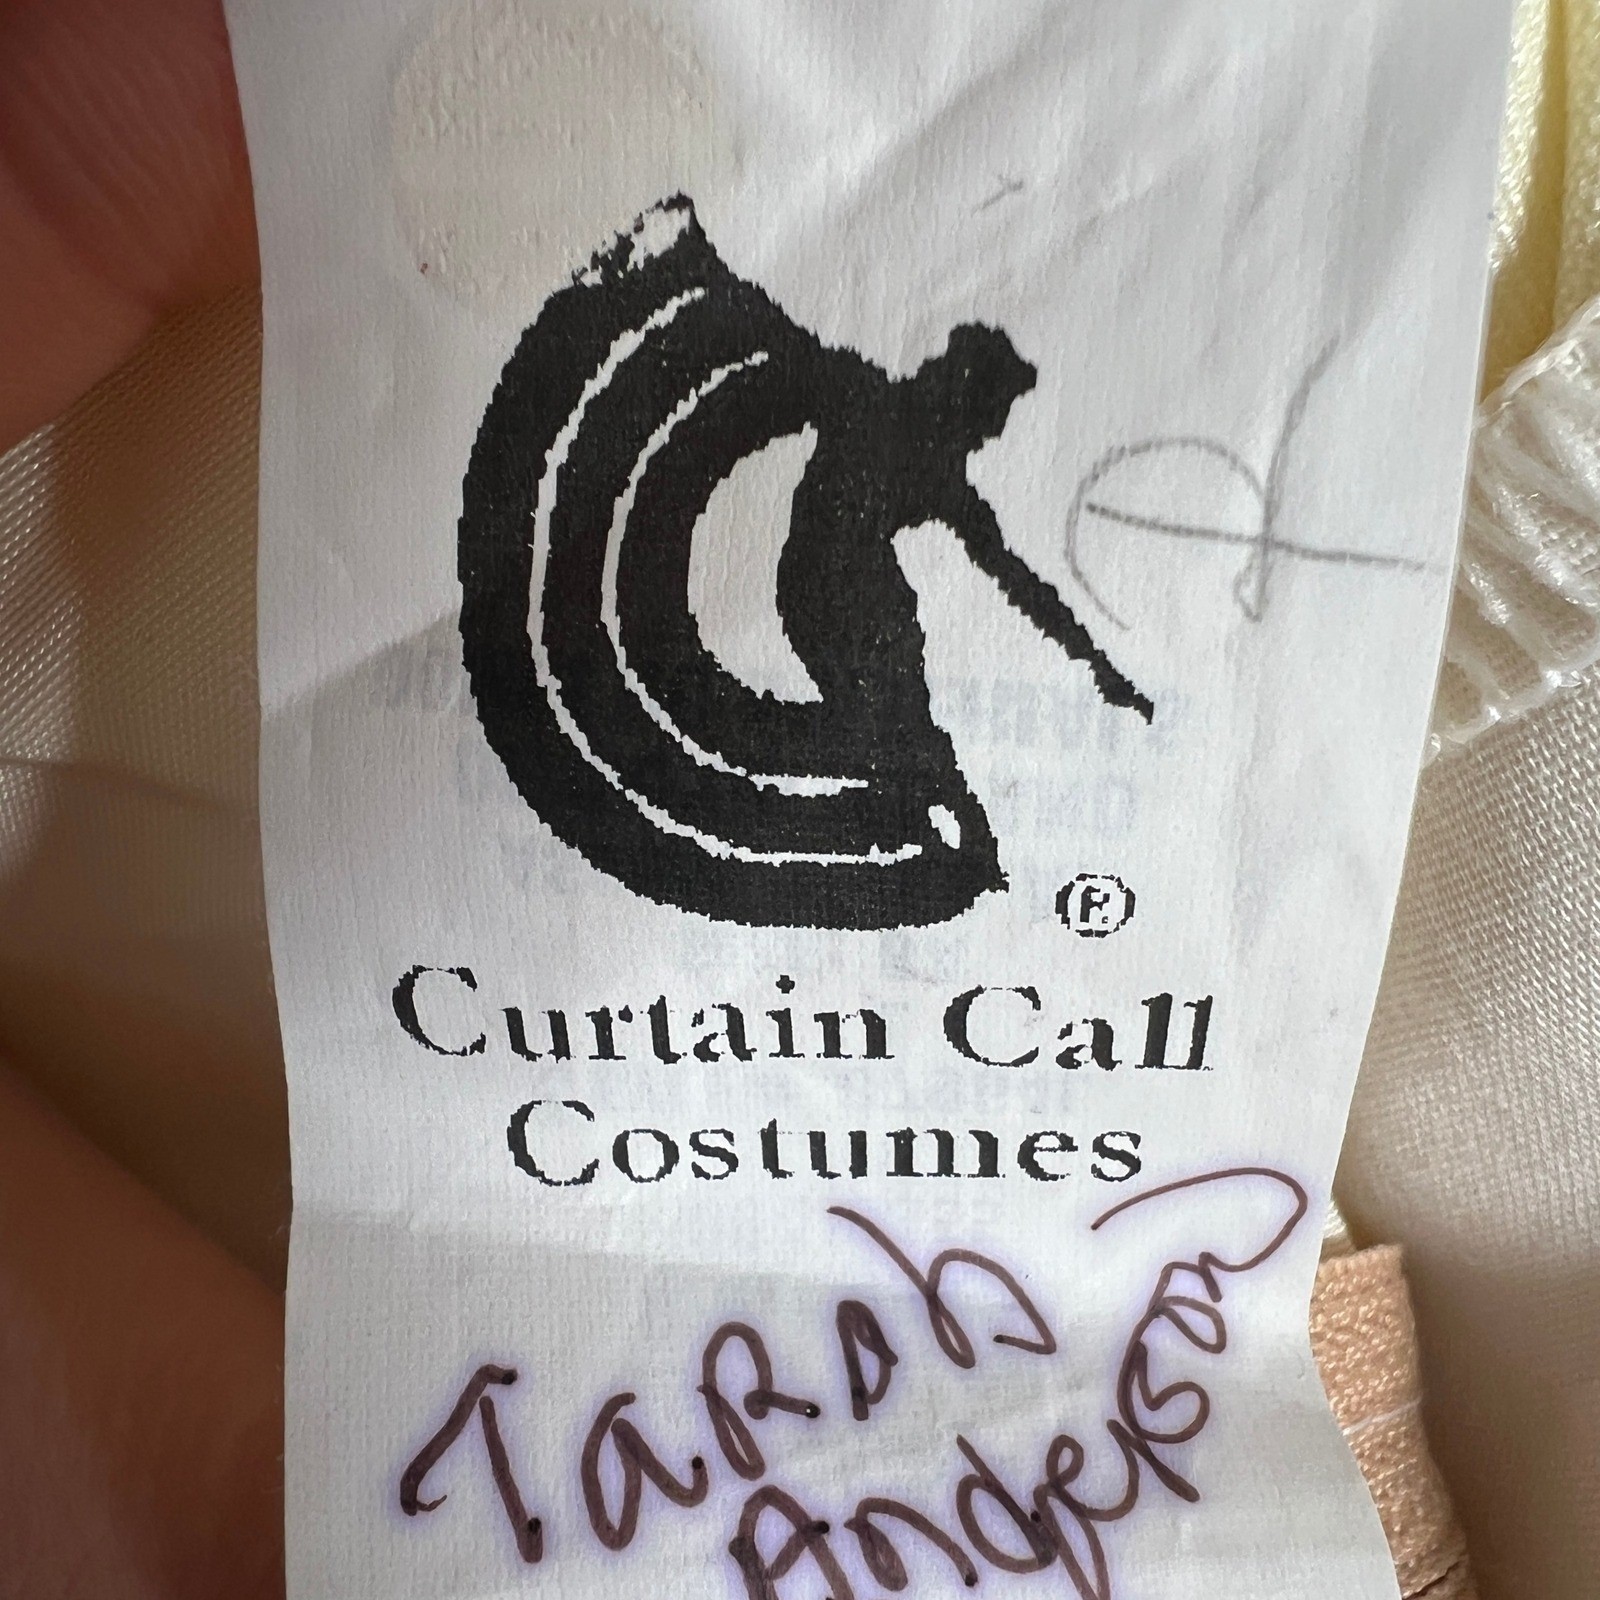 ®
Curtain Call
Costumes
Tarah
Anderson